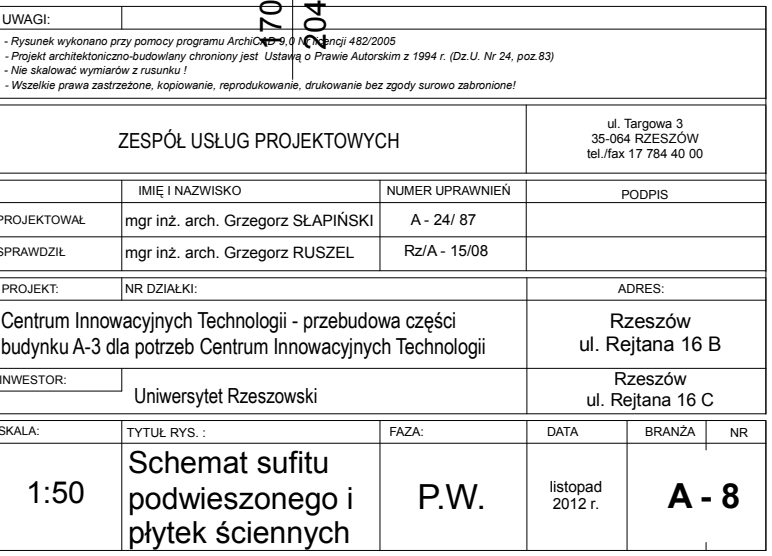 170
204
UWAGI:
- Rysunek wykonano przy pomocy programu ArchiCAD 9,0 Nr licencji 482/2005
- Projekt architektoniczno-budowlany chroniony jest Ustawą o Prawie Autorskim z 1994 r. (Dz.U. Nr 24, poz.83)
- Nie skalować wymiarów z rusunku !
- Wszelkie prawa zastrzeżone, kopiowanie, reprodukowanie, drukowanie bez zgody surowo zabronione!
ZESPÓŁ USŁUG PROJEKTOWYCH
ul. Targowa 3
35-064 RZESZÓW
tel./fax 17 784 40 00
IMIĘ I NAZWISKO
NUMER UPRAWNIEŃ
PODPIS
PROJEKTOWAŁ
mgr inż. arch. Grzegorz SŁAPIŃSKI
A - 24/ 87
SPRAWDZIŁ
mgr inż. arch. Grzegorz RUSZEL
Rz/A - 15/08
PROJEKT:
NR DZIAŁKI:
ADRES:
Centrum Innowacyjnych Technologii - przebudowa części
budynku A-3 dla potrzeb Centrum Innowacyjnych Technologii
Rzeszów
ul. Rejtana 16 B
INWESTOR:
Uniwersytet Rzeszowski
Rzeszów
ul. Rejtana 16 C
SKALA:
TYTUŁ RYS. :
FAZA:
DATA
BRANŻA
NR
1:50
Schemat sufitu
podwieszonego i
płytek ściennych
P.W.
listopad
2012 r.
A - 8